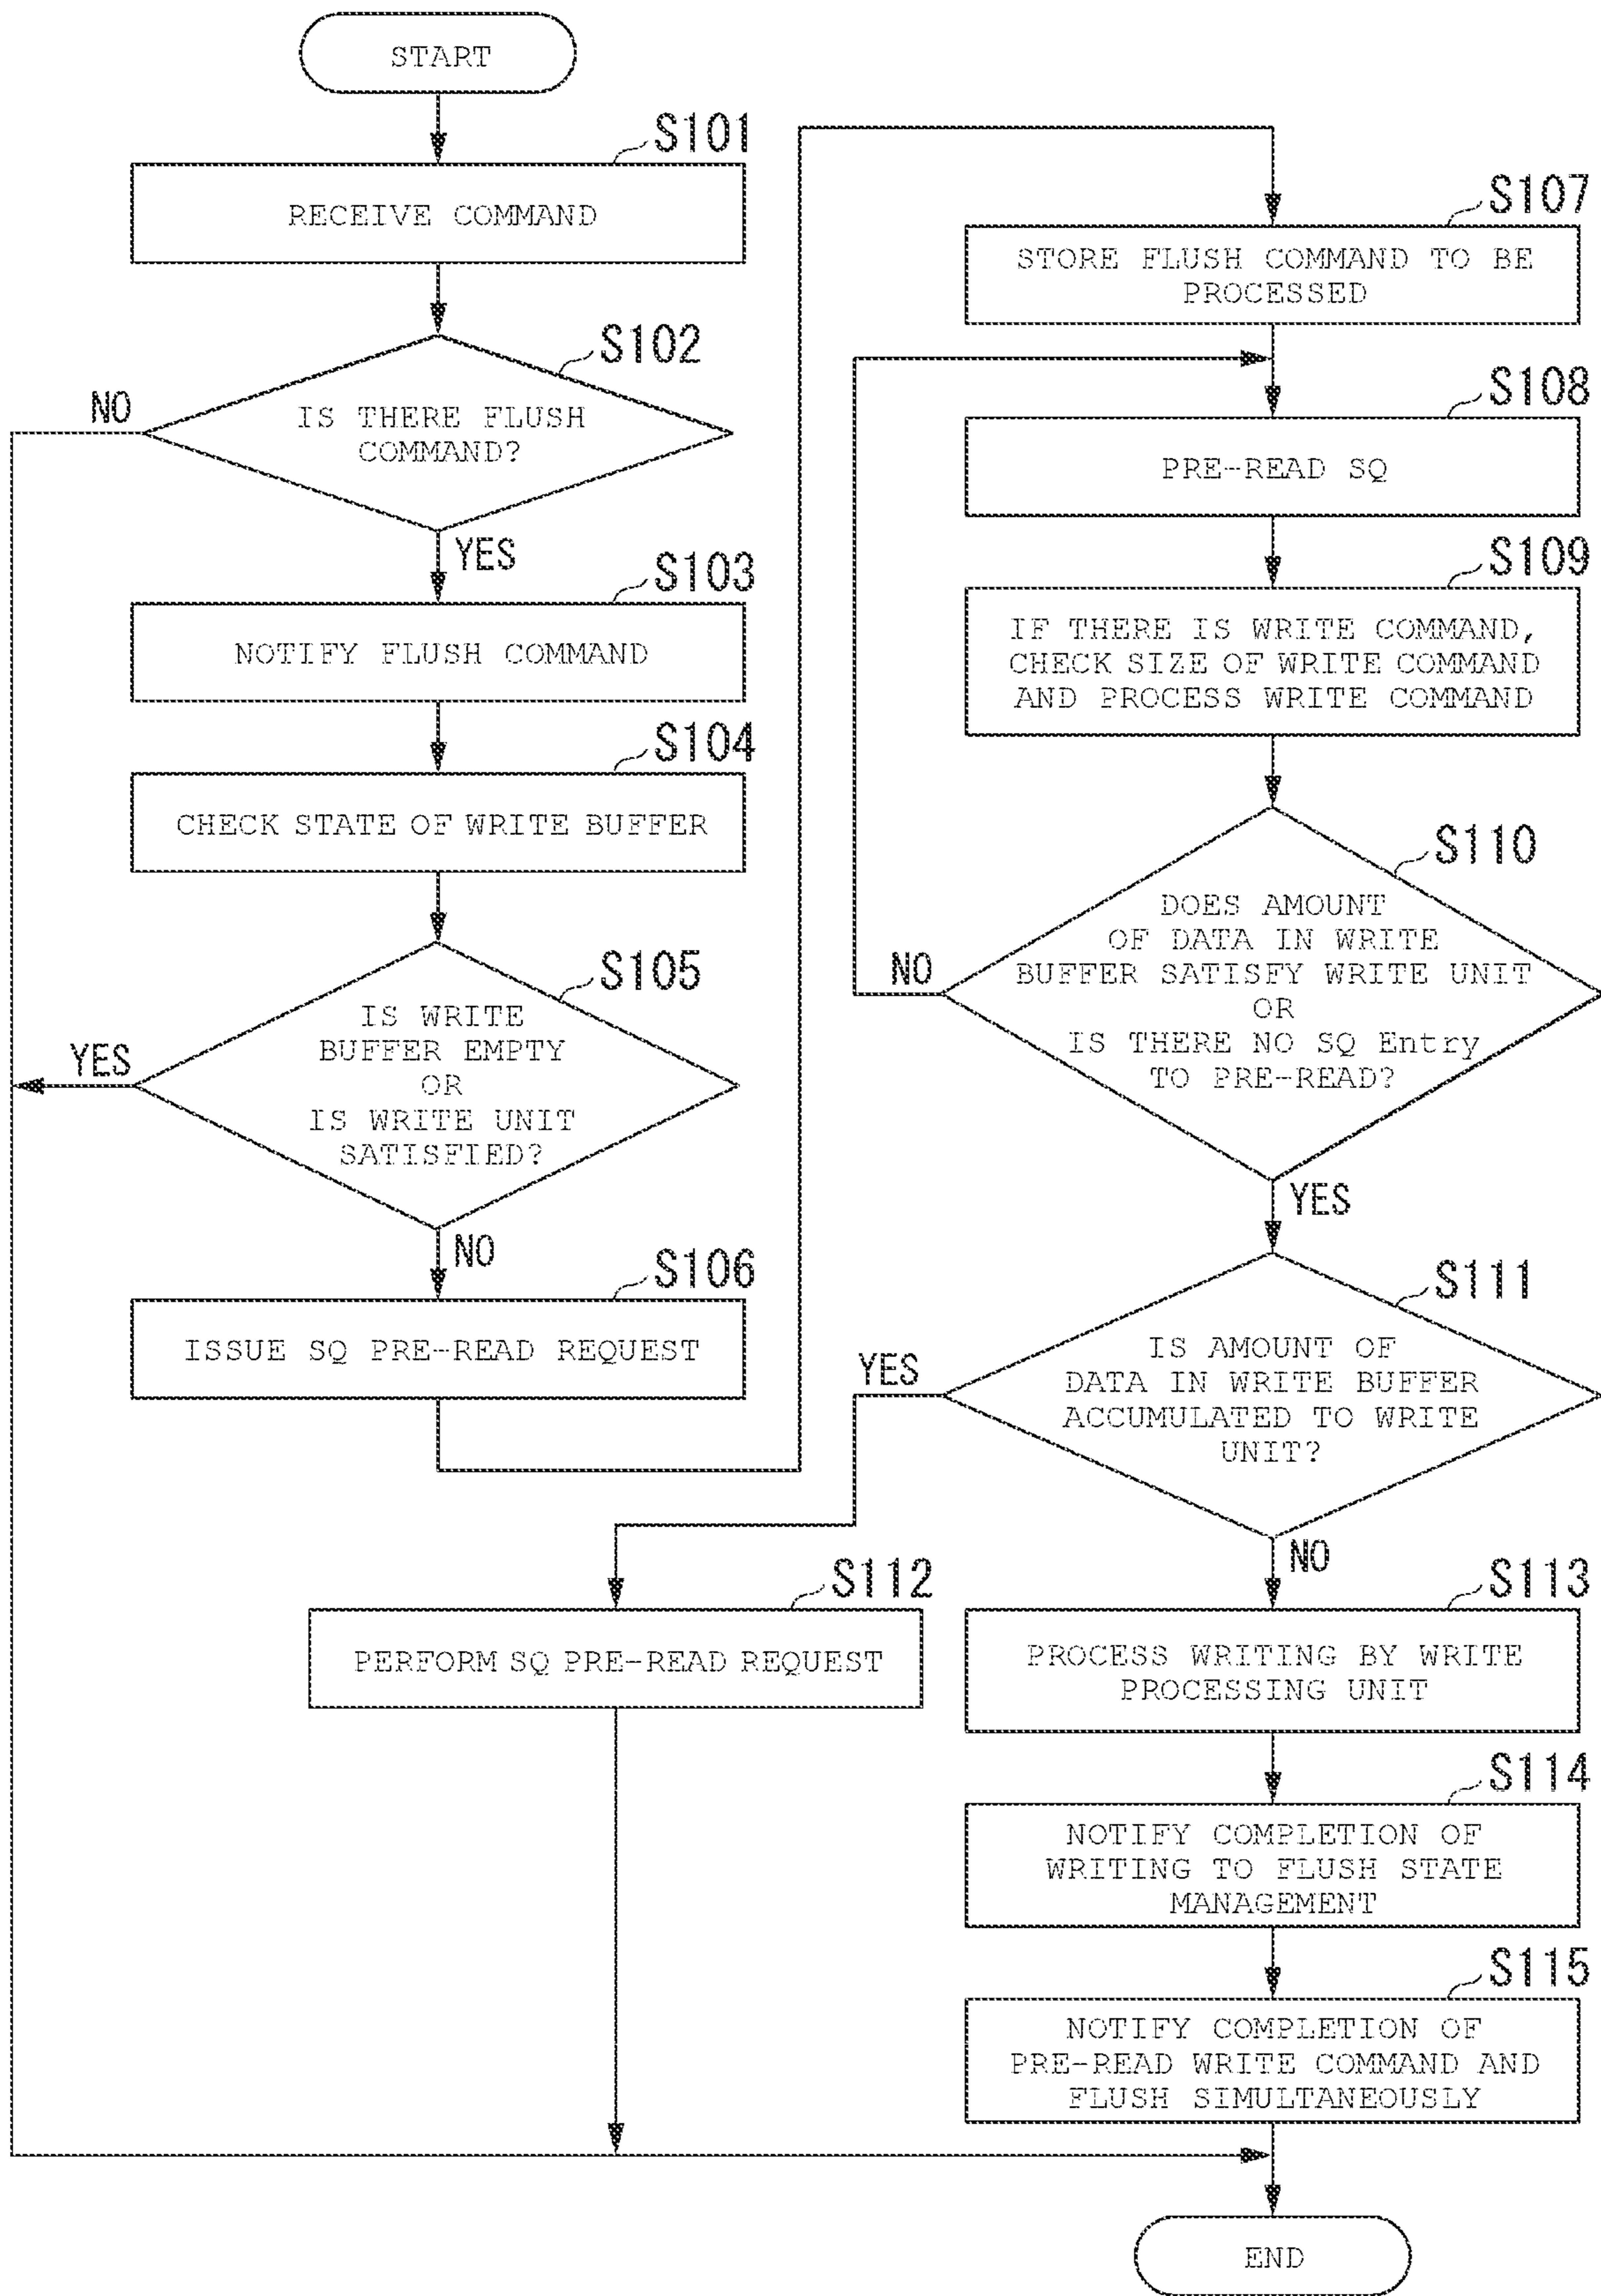 START
S101
RECEIVE COMMAND
S102
IS THERE FLUSH
COMMAND?
NO
YES
S103
NOTIFY FLUSH COMMAND
S104
CHECK STATE OF WRITE BUFFER
S105
IS WRITE
BUFFER EMPTY
OR
IS WRITE UNIT
SATISFIED?
YES
NO
S106
ISSUE SQ PRE-READ REQUEST
S107
STORE FLUSH COMMAND TO BE
PROCESSED
S108
PRE-READ SQ
S109
IF THERE IS WRITE COMMAND,
CHECK SIZE OF WRITE COMMAND
AND PROCESS WRITE COMMAND
S110
DOES AMOUNT
OF DATA IN WRITE
BUFFER SATISFY WRITE UNIT
OR
IS THERE NO SQ Entry
TO PRE-READ?
NO
YES
S111
IS AMOUNT OF
DATA IN WRITE BUFFER
ACCUMULATED TO WRITE
UNIT?
YES
NO
S112
PERFORM SQ PRE-READ REQUEST
S113
PROCESS WRITING BY WRITE
PROCESSING UNIT
S114
NOTIFY COMPLETION OF
WRITING TO FLUSH STATE
MANAGEMENT
S115
NOTIFY COMPLETION OF
PRE-READ WRITE COMMAND AND
FLUSH SIMULTANEOUSLY
END